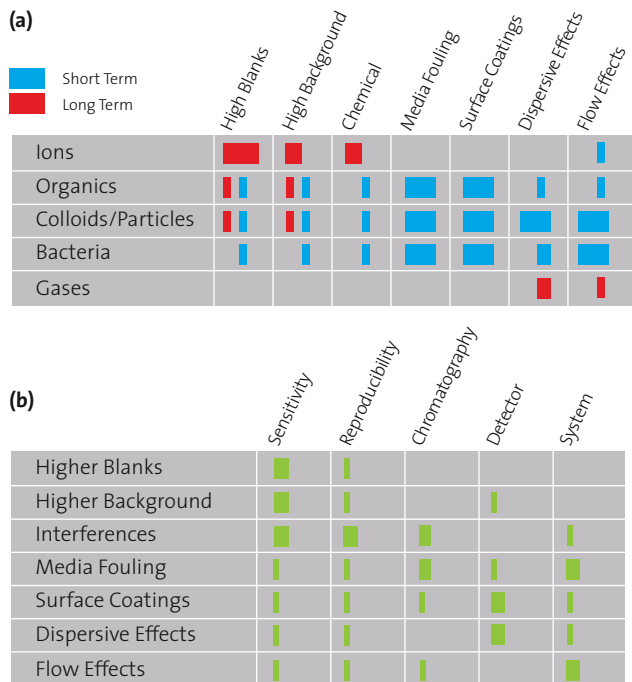 (a)
Short Term
Long Term
High Blanks
High Background
Chemical
Media Fouling
Surface Coatings
Dispersive Effects
Flow Effects
Ions
Organics
Colloids/Particles
Bacteria
Gases
(b)
Sensitivity
Reproducibility
Chromatography
Detector
System
Higher Blanks
Higher Background
Interferences
Media Fouling
Surface Coatings
Dispersive Effects
Flow Effects